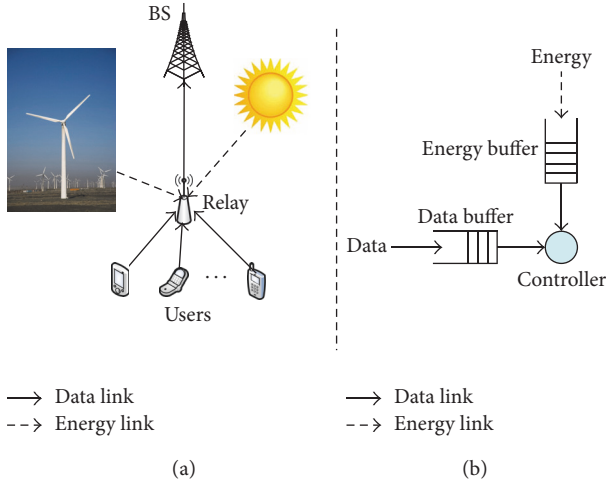 BS
Relay
...
Users
Data link
Energy link
(a)
Energy
Energy buffer
Data buffer
Data
Controller
Data link
Energy link
(b)